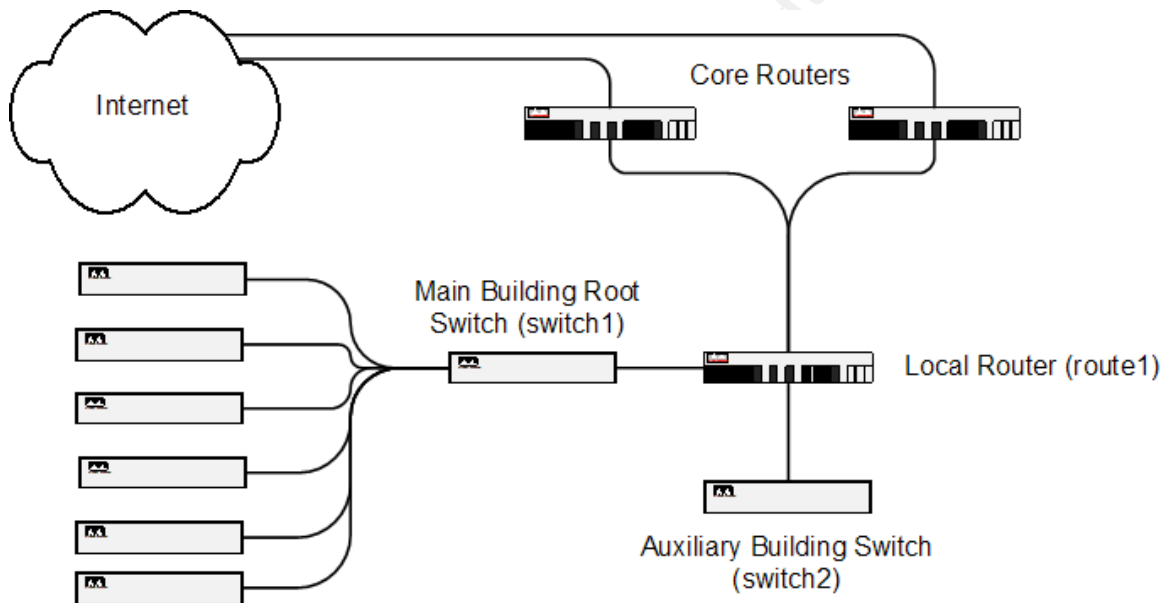 Internet
Core Routers
Main Building Root
Switch (switch1)
Local Router (route1)
Auxiliary Building Switch
(switch2)